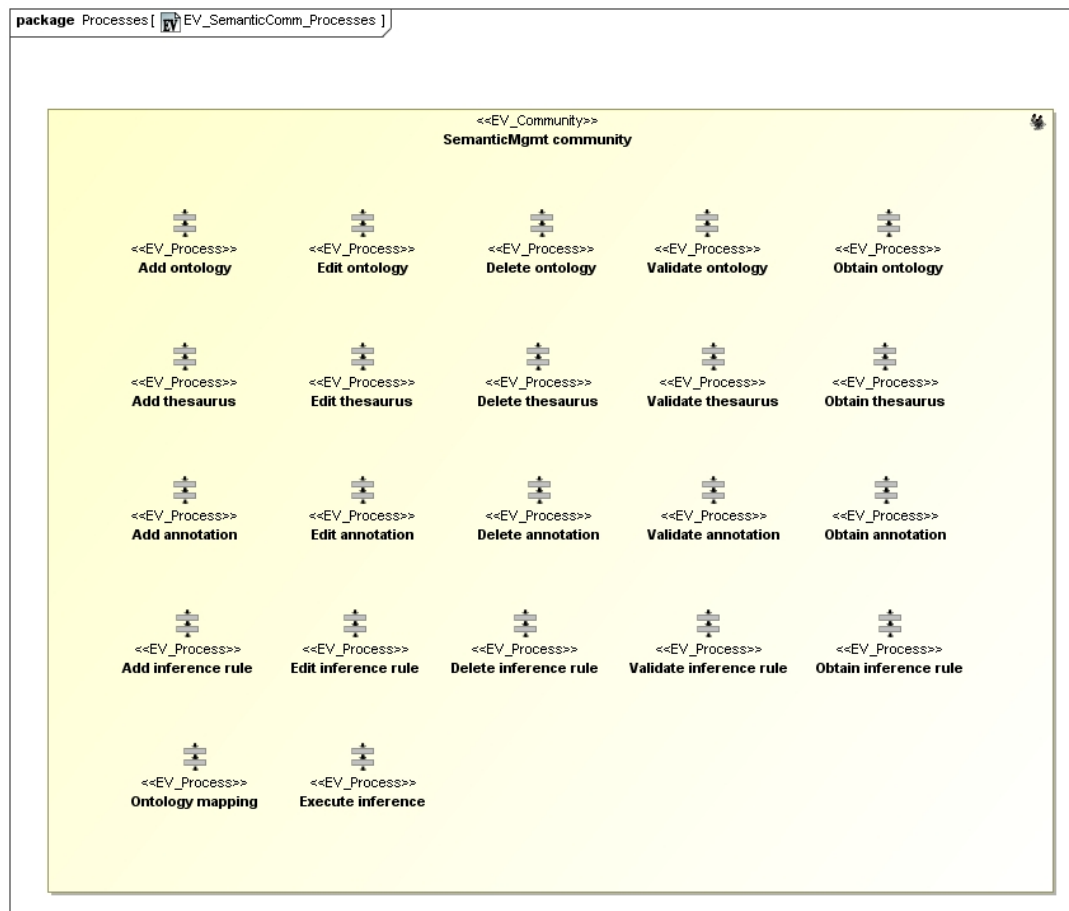 package Processes [ EV EV_SemanticComm_Processes ]
<<EV_Community>>
SemanticMgmt community
<<EV_Process>> <<EV_Process>> <<EV_Process>> <<EV_Process>> <<EV_Process>>
Add ontology Edit ontology Delete ontology Validate ontology Obtain ontology
<<EV_Process>> <<EV_Process>> <<EV_Process>> <<EV_Process>> <<EV_Process>>
Add thesaurus Edit thesaurus Delete thesaurus Validate thesaurus Obtain thesaurus
<<EV_Process>> <<EV_Process>> <<EV_Process>> <<EV_Process>> <<EV_Process>>
Add annotation Edit annotation Delete annotation Validate annotation Obtain annotation
<<EV_Process>> <<EV_Process>> <<EV_Process>> <<EV_Process>> <<EV_Process>>
Add inference rule Edit inference rule Delete inference rule Validate inference rule Obtain inference rule
<<EV_Process>> <<EV_Process>>
Ontology mapping Execute inference